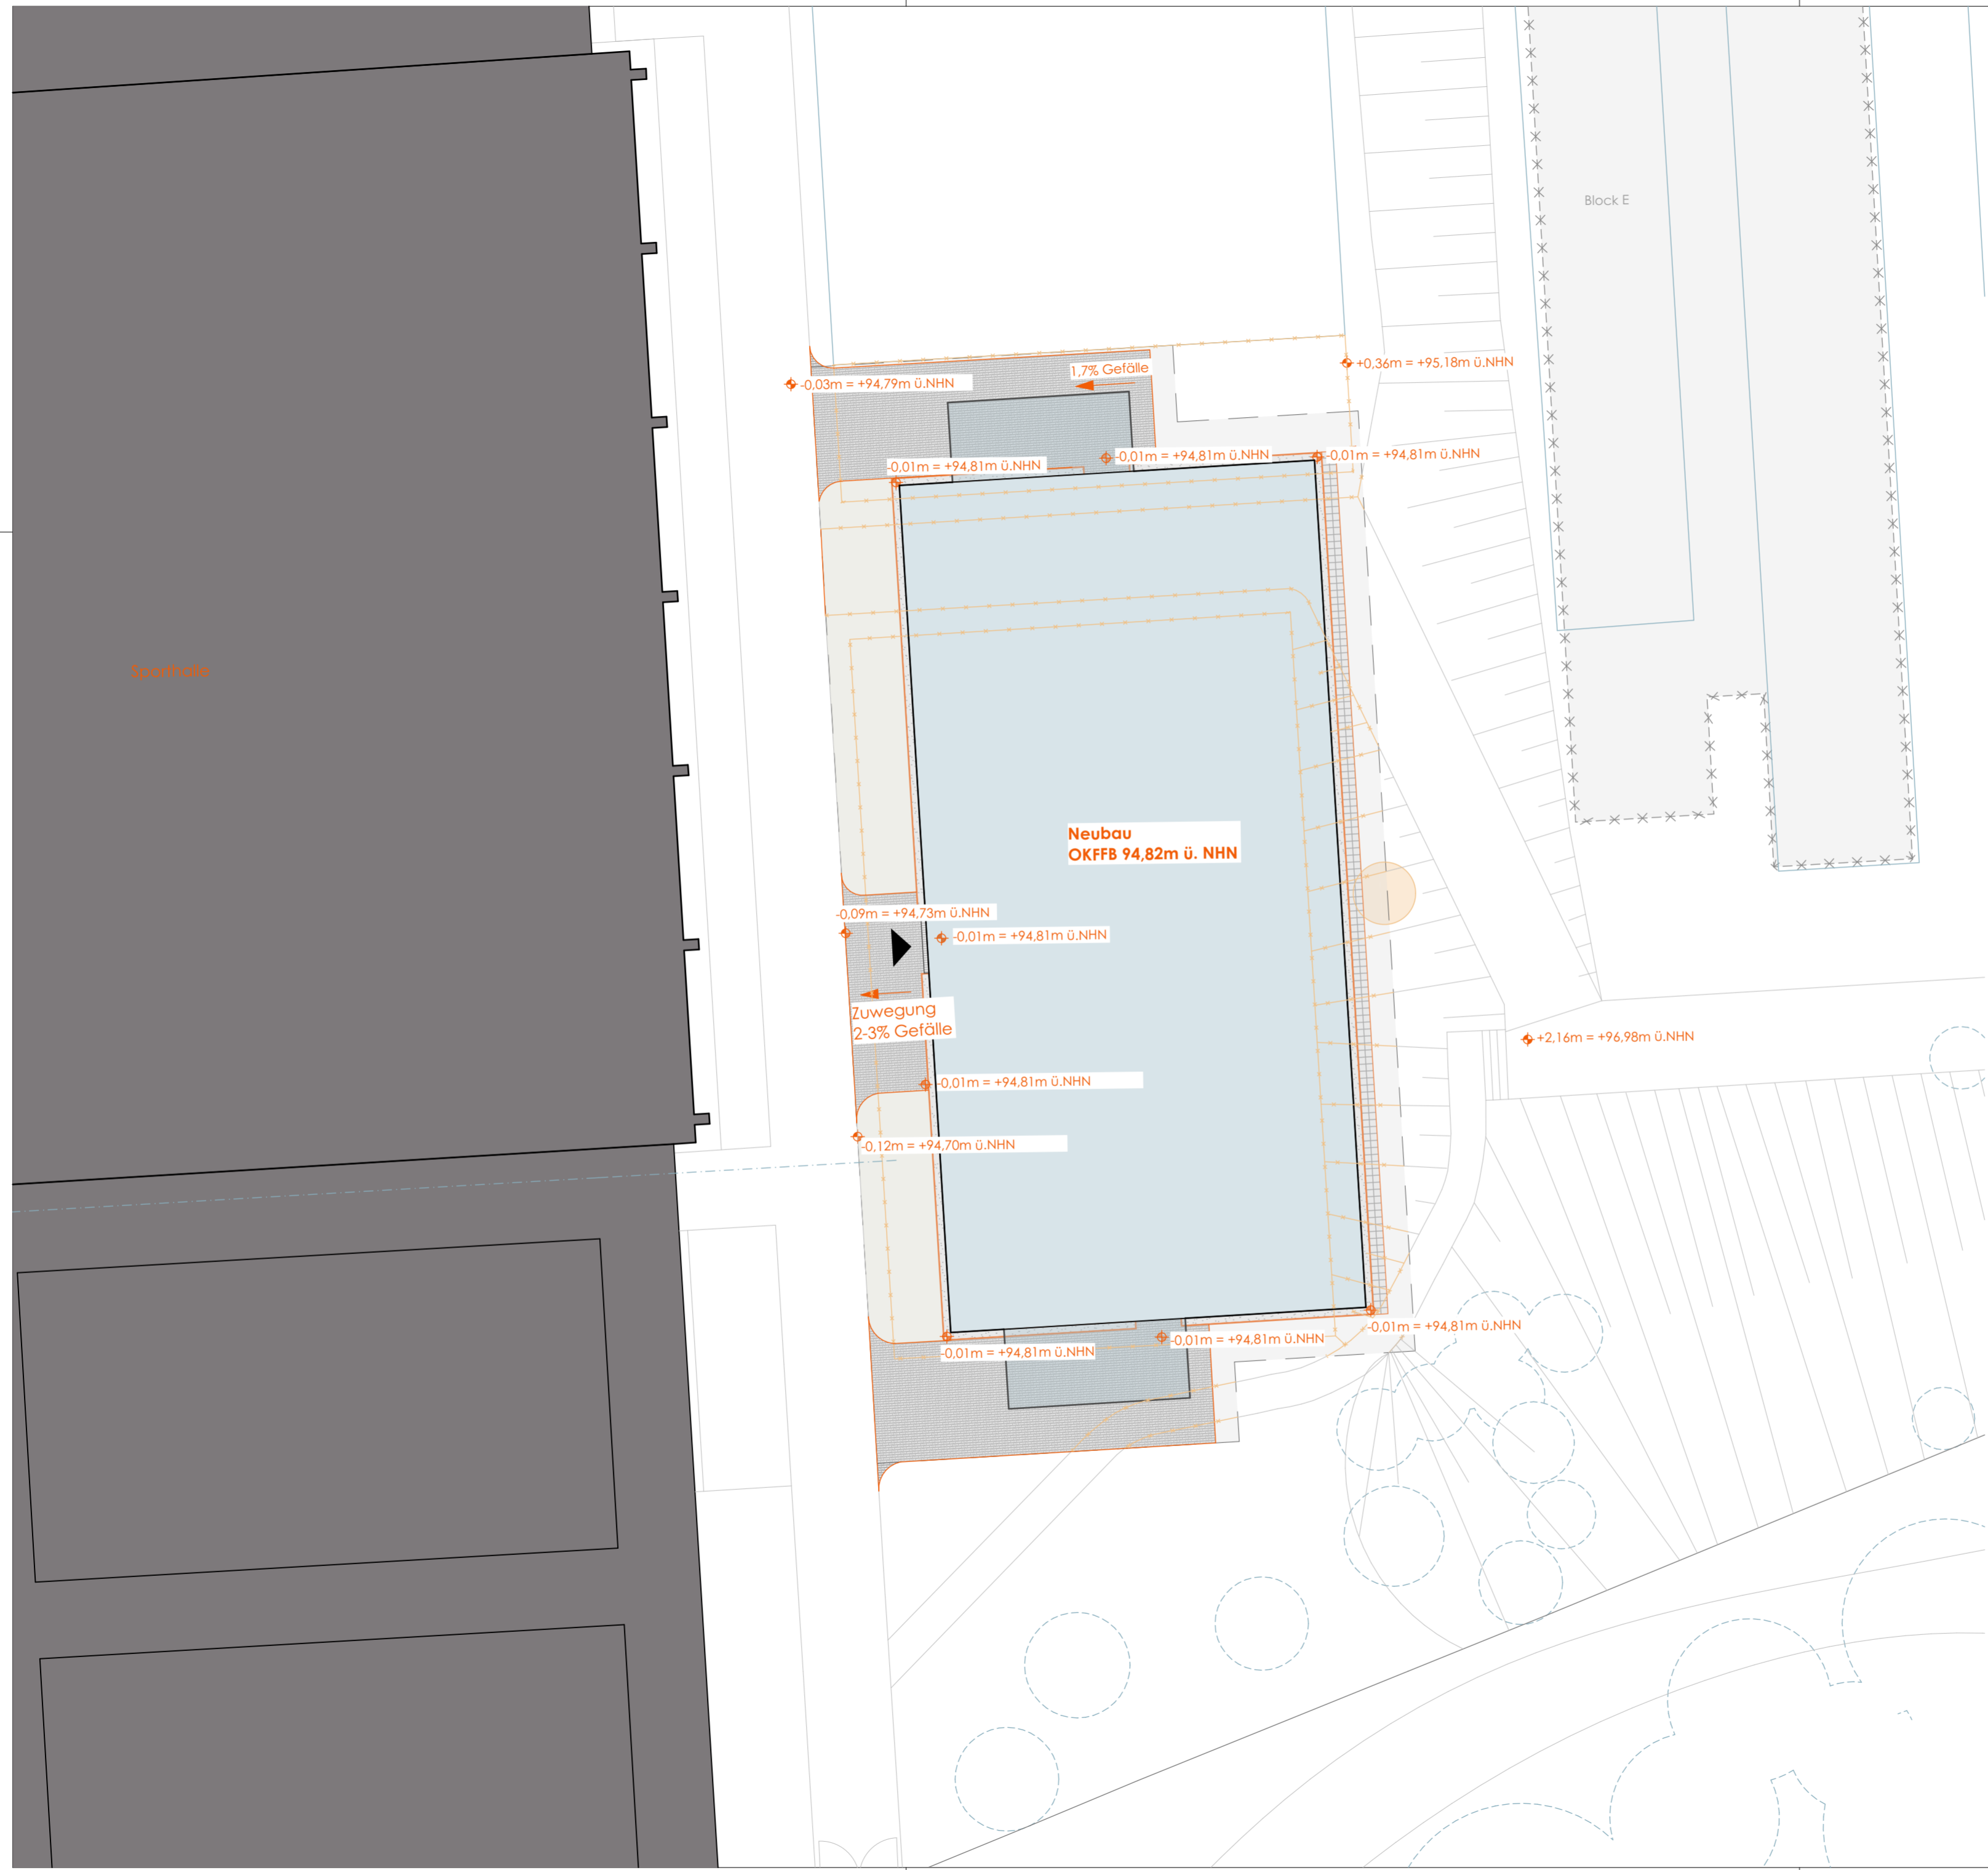 Block E
+0,36m = +95,18m ü.NHN
1,7% Gefälle
-0,03m = +94,79m ü.NHN
-0,01m = +94,81m ü.NHN
-0,01m = +94,81m ü.NHN
-0,01m = +94,81m ü.NHN
Sporthalle
Neubau
OKFFB 94,82m ü. NHN
-0,09m = +94,73m ü.NHN
-0,01m = +94,81m ü.NHN
Zuwegung
2-3% Gefälle
+2,16m = +96,98m ü.NHN
-0,01m = +94,81m ü.NHN
-0,12m = +94,70m ü.NHN
-0,01m = +94,81m ü.NHN
-0,01m = +94,81m ü.NHN
-0,01m = +94,81m ü.NHN